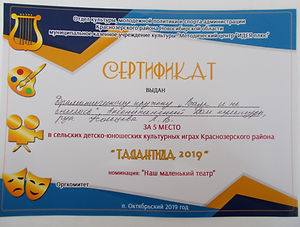 Отдел культуры, молодежной политики и спорта администрации
Краснозерского района Новосибирской области
муниципальное казенное учреждение культуры "Методический центр "ИДЕЯ плюс"
СЕРТИФИКАТ
ВЫДАН
Драматическому кружку
ЗА 5 МЕСТО
в сельских детско-юношеских культурных играх Краснозерского района
"ТАЛАНТИДА 2019"
номинация: "Наш маленький театр"
Оргкомитет
п. Октябрьский 2019 год